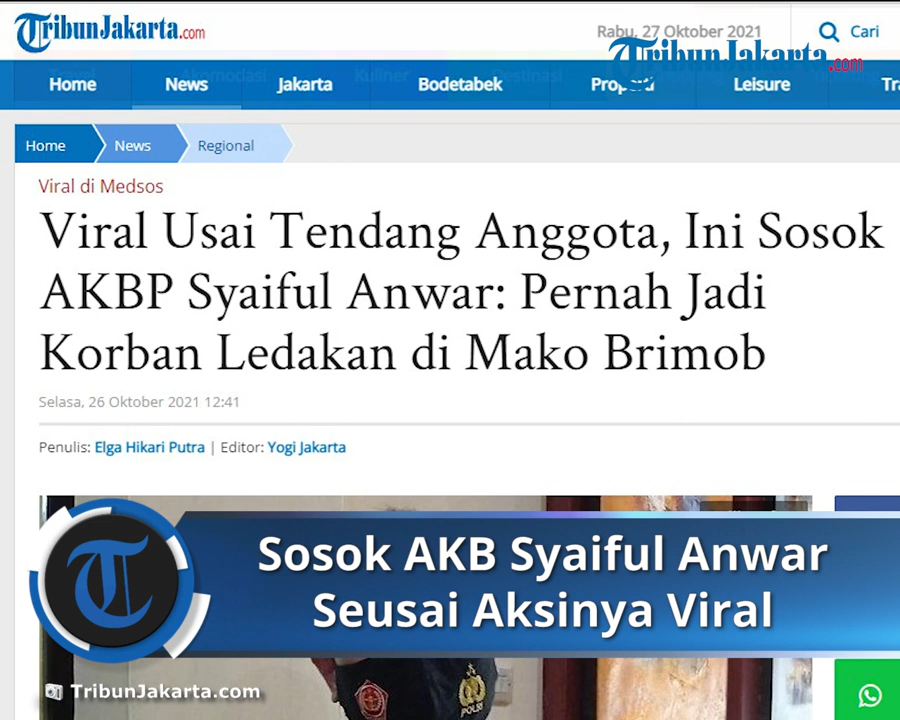 TribunJakarta.com
Rabu, 27 Oktober 2021
Cari
TribunJakarta.com
Home News Jakarta Bodetabek Properti Leisure Tra
Home News Regional
Viral di Medsos
Viral Usai Tendang Anggota, Ini Sosok
AKBP Syaiful Anwar: Pernah Jadi
Korban Ledakan di Mako Brimob
Selasa, 26 Oktober 2021 12:41
Penulis: Elga Hikari Putra | Editor: Yogi Jakarta
Sosok AKB Syaiful Anwar
Seusai Aksinya Viral
TribunJakarta.com
POLRI